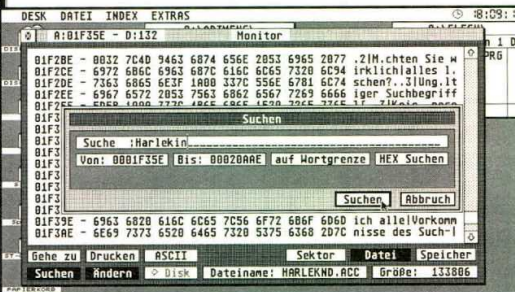 DESK DATEI INDEX EXTRAS
A:01F35E - D:132 Monitor
01F2BE - 0032 7C4D 9463 6874 656E 2053 6965 2077 .2|M.chten Sie w
01F2CE - 6972 6B6C 6963 687C 616C 6C65 7320 6C94 irklich|alles l.
01F2DE - 7363 6865 6E3F 1A00 337C 556E 6781 6C74 schen?..3|Ung.lt
01F2EE - 6967 6572 2053 7563 6862 6567 7269 6666 iger Suchbegriff
Suchen
Suche :Harlekin
Von: 0001F35E Bis: 00020AAE auf Wortgrenze HEX Suchen
Suchen Abbruch
01F39E - 6963 6820 616C 6C65 7C56 6F72 6B6F 6D6D ich alle|Vorkomm
01F3AE - 6E69 7373 6520 6465 7320 5375 6368 2D7C nisse des Such-|
Gehe zu Drucken ASCII Sektor Datei Speicher
Suchen Ändern Disk Dateiname: HARLEKND.ACC Größe: 133806
PAPIERKORB